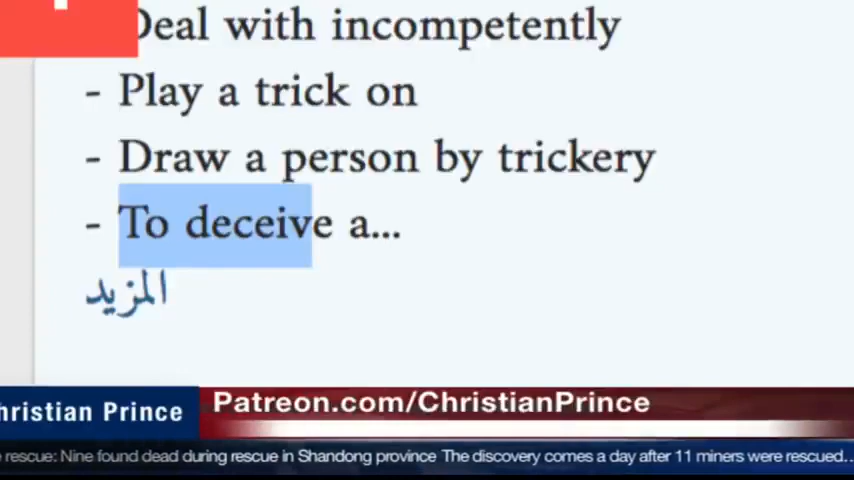 Deal with incompetently
- Play a trick on
- Draw a person by trickery
- To deceive a...
المزيد
Christian Prince
Patreon.com/ChristianPrince
rescue: Nine found dead during rescue in Shandong province The discovery comes a day after 11 miners were rescued...